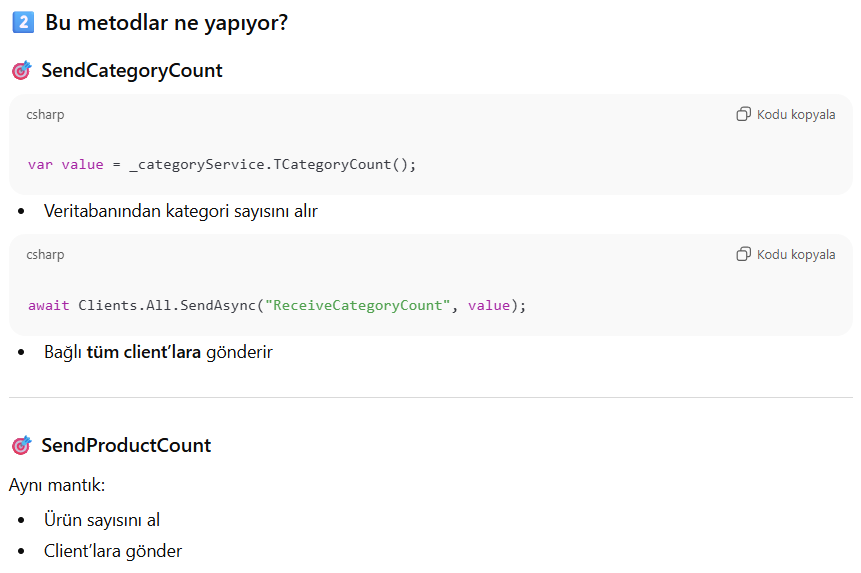 2 Bu metodlar ne yapıyor?
🎯 SendCategoryCount
csharp
Kodu kopyala
var value = _categoryService.TCategoryCount();
• Veritabanından kategori sayısını alır
csharp
Kodu kopyala
await Clients.All.SendAsync("ReceiveCategoryCount", value);
• Bağlı tüm client’lara gönderir
🎯 SendProductCount
Aynı mantık:
• Ürün sayısını al
• Client’lara gönder